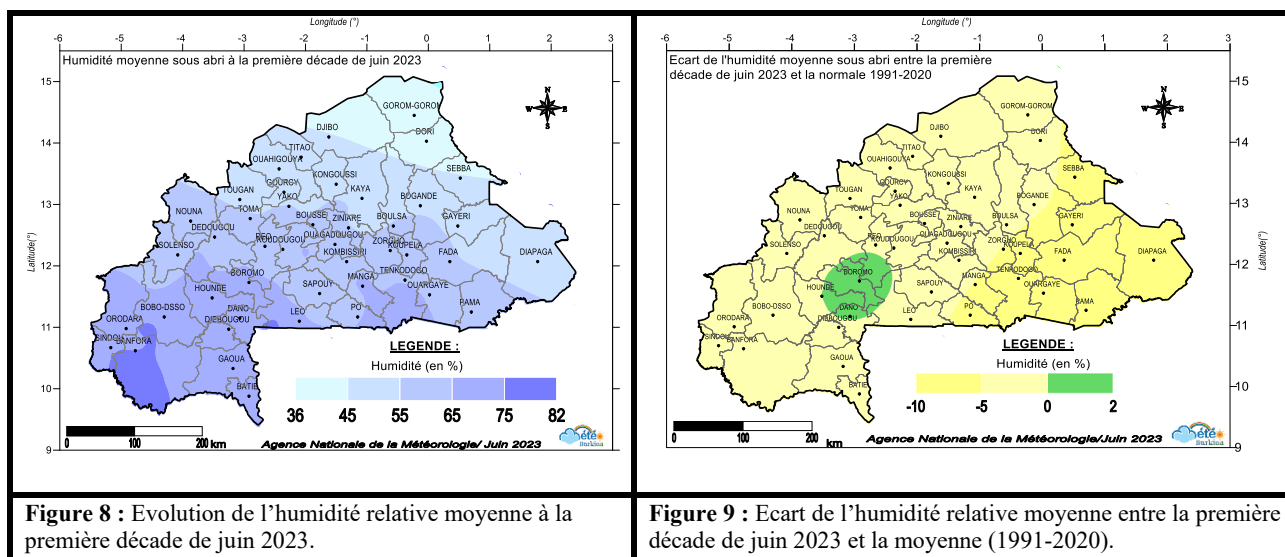 Longitude (°)
-6 -5 -4 -3 -2 -1 0 1 2 3
Humidité moyenne sous abri à la première décade de juin 2023
15
14
13
12
11
10
9
Latitude(°)
N
W E
S
GOROM-GOROM
DJIBO
DORI
TITAO
OUAHIGOUYA
SEBBA
KONGOUSSI
GOURCY
TOUGAN
YAKO
KAYA
BOGANDE
NOUNA
TOMA
BOUSSE
ZINIARE
BOULSA
GAYERI
DEDOUGOU
REO
OUAGADOUGOU
SOLENSO
KOUDOUGOU
ZORGHO
KOUPELA
KOMBISSIRI
FADA
DIAPAGA
BOROMO
TENKODOGO
MANGA
HOUNDE
SAPOUY
OUARGAYE
BOBO-DSSO
DANO
PAMA
ORODARA
DIEBOUGOU
LEO
PO
SINDOU
BANFORA
GAOUA
BATIE
LEGENDE :
Humidité (en %)
36 45 55 65 75 82
0 100 200
km
Agence Nationale de la Météorologie/ Juin 2023
été
Burkina
Figure 8 : Evolution de l’humidité relative moyenne à la
première décade de juin 2023.
Longitude (°)
-6 -5 -4 -3 -2 -1 0 1 2 3
Ecart de l'humidité moyenne sous abri entre la première
décade de juin 2023 et la normale 1991-2020
15
14
13
12
11
10
9
Latitude(°)
N
W E
S
GOROM-GOROM
DJIBO
DORI
TITAO
OUAHIGOUYA
SEBBA
KONGOUSSI
GOURCY
TOUGAN
YAKO
KAYA
BOGANDE
NOUNA
TOMA
BOUSSE
ZINIARE
BOULSA
GAYERI
DEDOUGOU
REO
OUAGADOUGOU
SOLENSO
KOUDOUGOU
ZORGHO
KOUPELA
KOMBISSIRI
FADA
DIAPAGA
BOROMO
TENKODOGO
MANGA
HOUNDE
SAPOUY
OUARGAYE
BOBO-DSSO
DANO
PAMA
ORODARA
DIEBOUGOU
LEO
PO
SINDOU
BANFORA
GAOUA
BATIE
LEGENDE :
Humidité (en %)
-10 -5 0 2
0 100 200
km
Agence Nationale de la Météorologie/Juin 2023
été
Burkina
Figure 9 : Ecart de l’humidité relative moyenne entre la première
décade de juin 2023 et la moyenne (1991-2020).